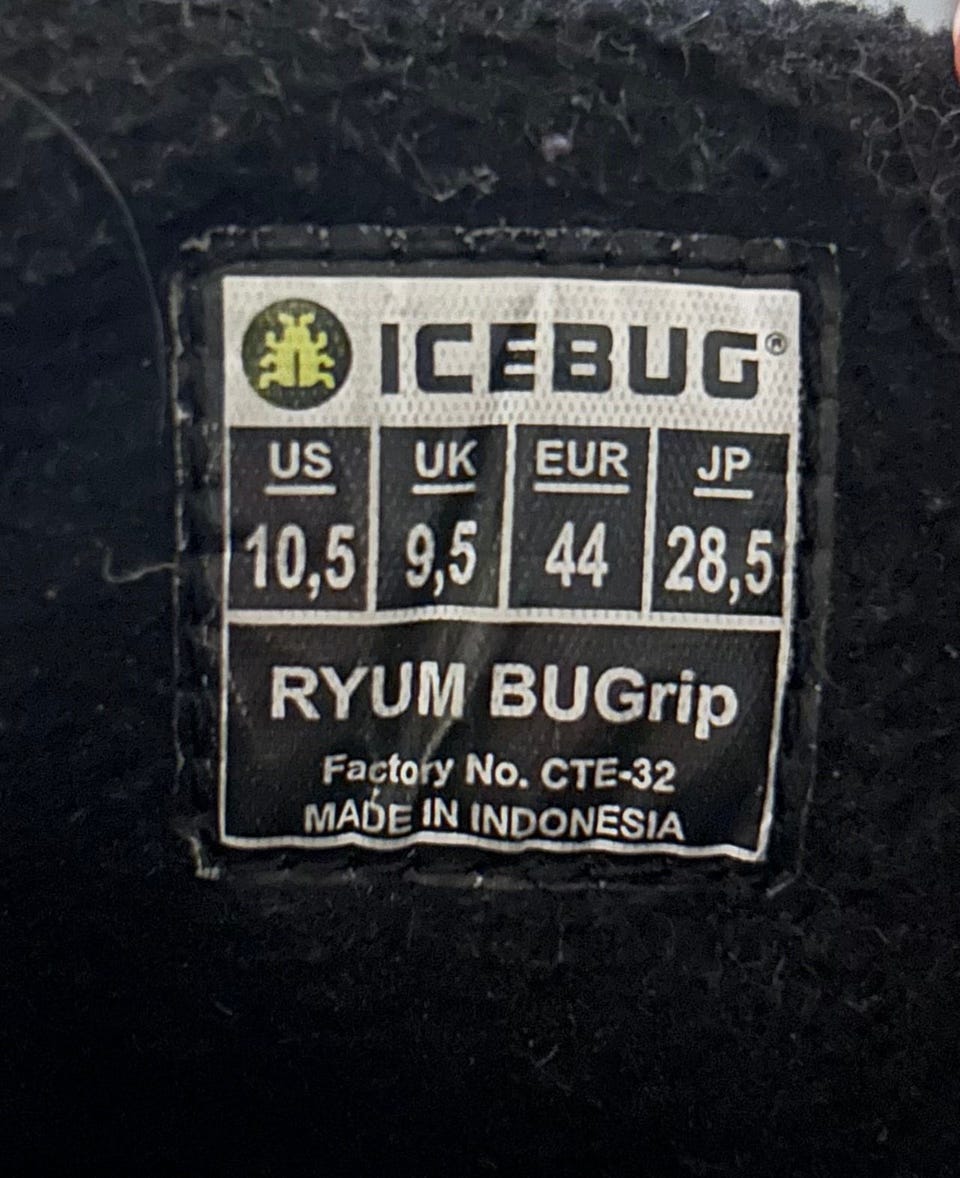 ICEBUG®
US UK EUR JP
10,5 9,5 44 28,5
RYUM BUGrip
Factory No. CTE-32
MADE IN INDONESIA